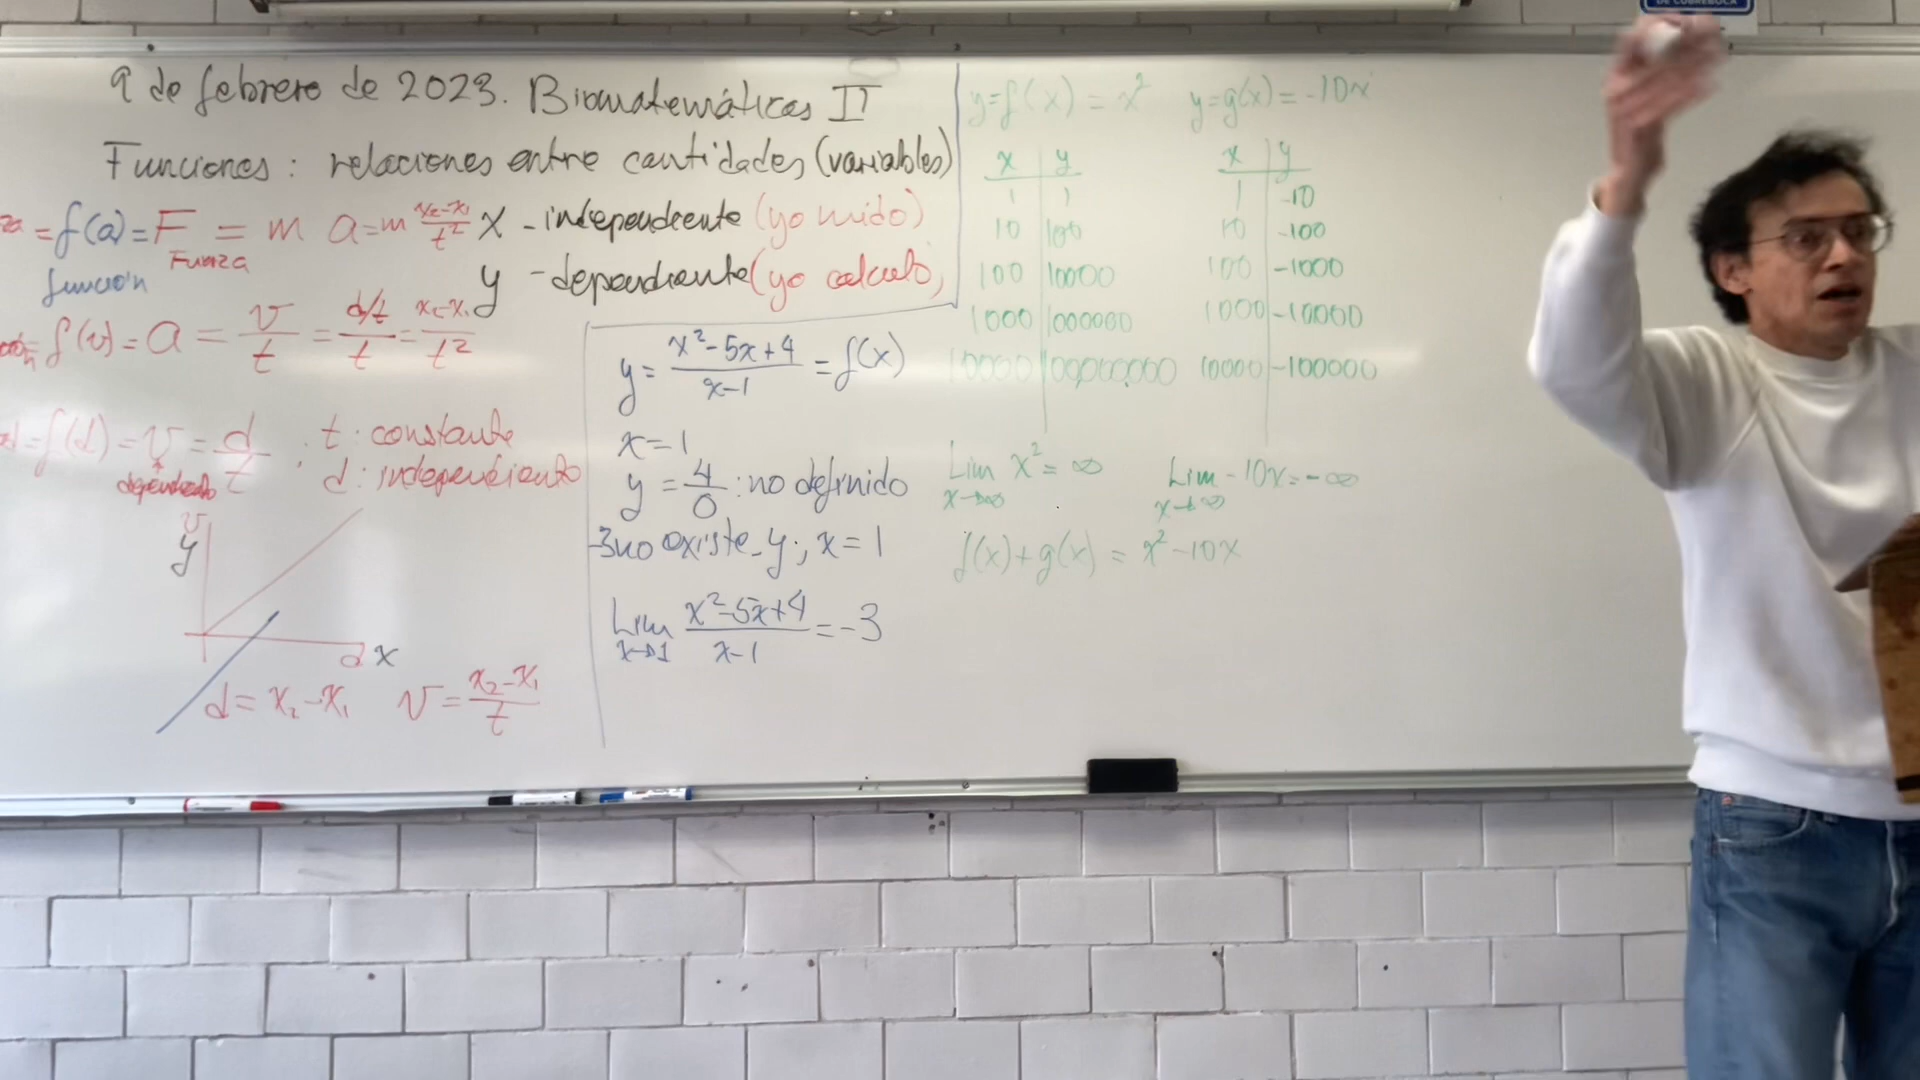 9 de febrero de 2023. Biomatemáticas II
Funciones: relaciones entre cantidades (variables)
za = f(a) = F = m a = m x₂-x₁/t²
Fuerza
función
x - independiente (yo mido)
y - dependiente (yo calculo)
f(v) = a = v/t = d/t/t = x₂-x₁/t²
f(d) = v = d/t ; t: constante
dependiente
d: independiente
v
y
d x
d = x₂-x₁ v = x₂-x₁/t
y = x²-5x+4/x-1 = f(x)
x=1
y = 4/0 : no definido
no existe y; x=1
Lim x→1 x²-5x+4/x-1 = -3
y=f(x) = x²
x y
1 1
10 100
100 10000
1000 1000000
10000 100000000
Lim x→∞ x² = ∞
y=g(x) = -10x
x y
1 -10
10 -100
100 -1000
1000 -10000
10000 -100000
Lim x→∞ -10x = -∞
f(x)+g(x) = x²-10x
DE CUBREBOCA